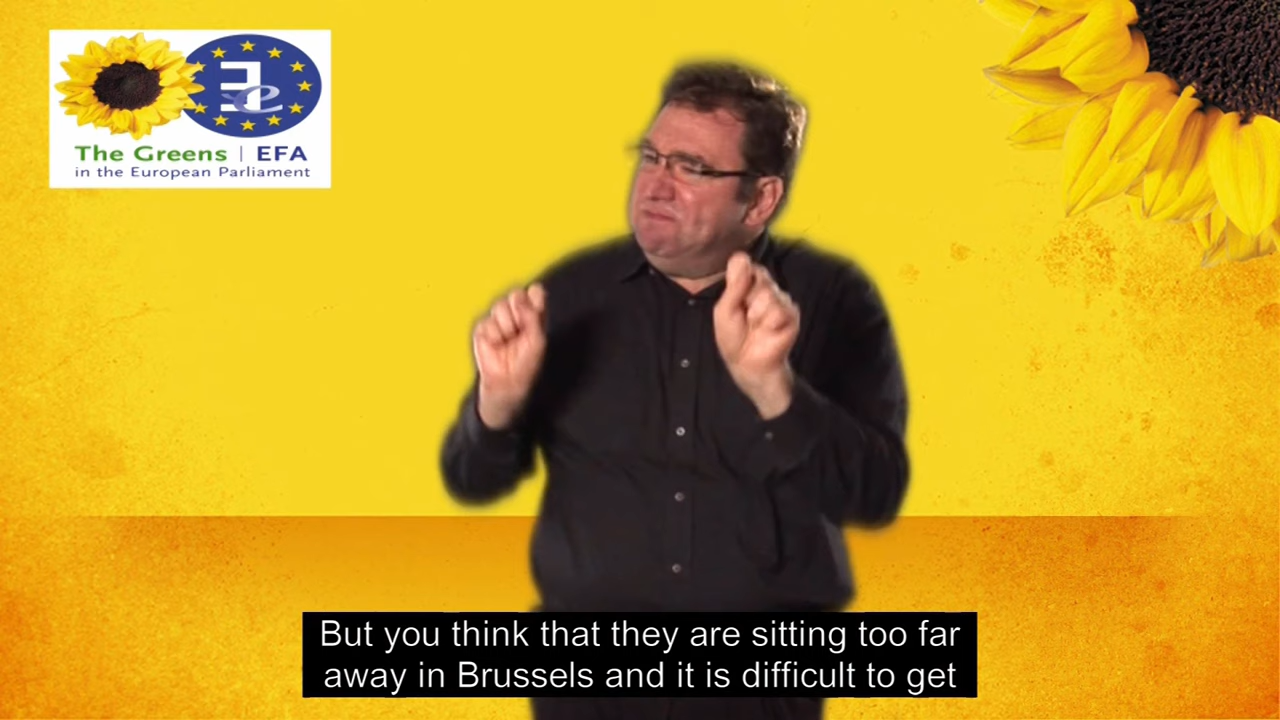 The Greens | EFA
in the European Parliament
But you think that they are sitting too far
away in Brussels and it is difficult to get